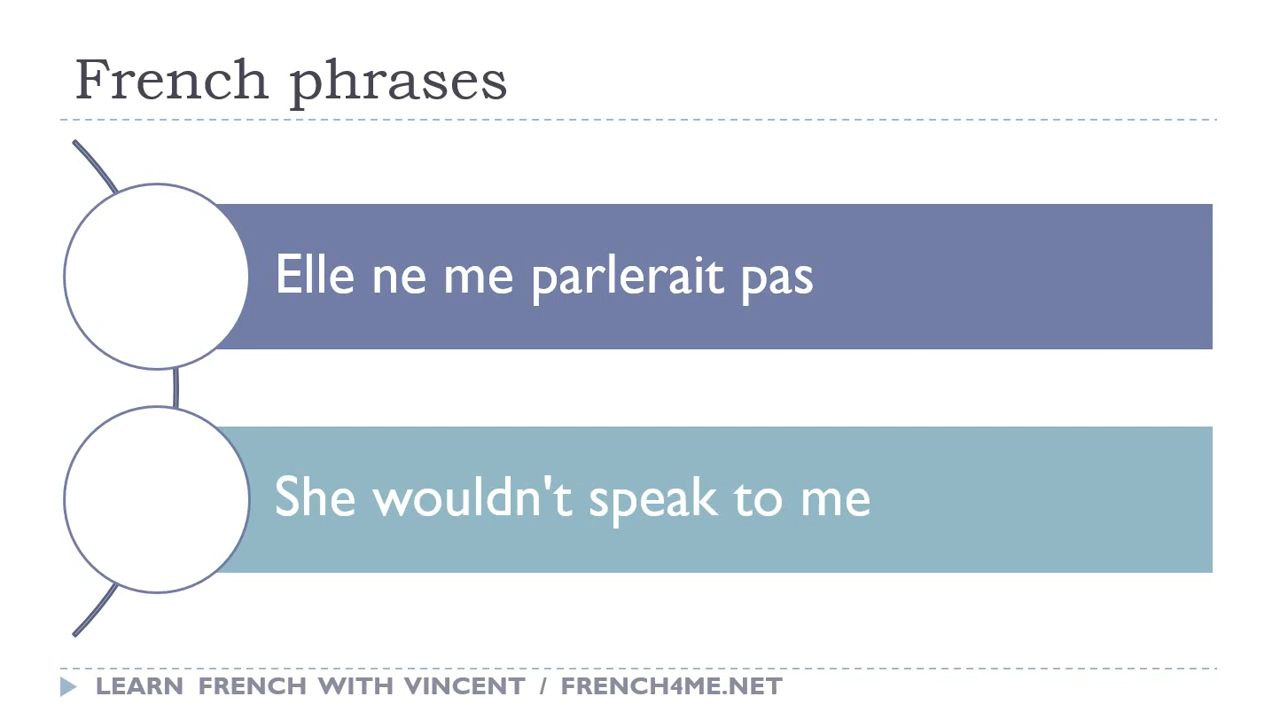 French phrases
Elle ne me parlerait pas
She wouldn't speak to me
LEARN FRENCH WITH VINCENT / FRENCH4ME.NET